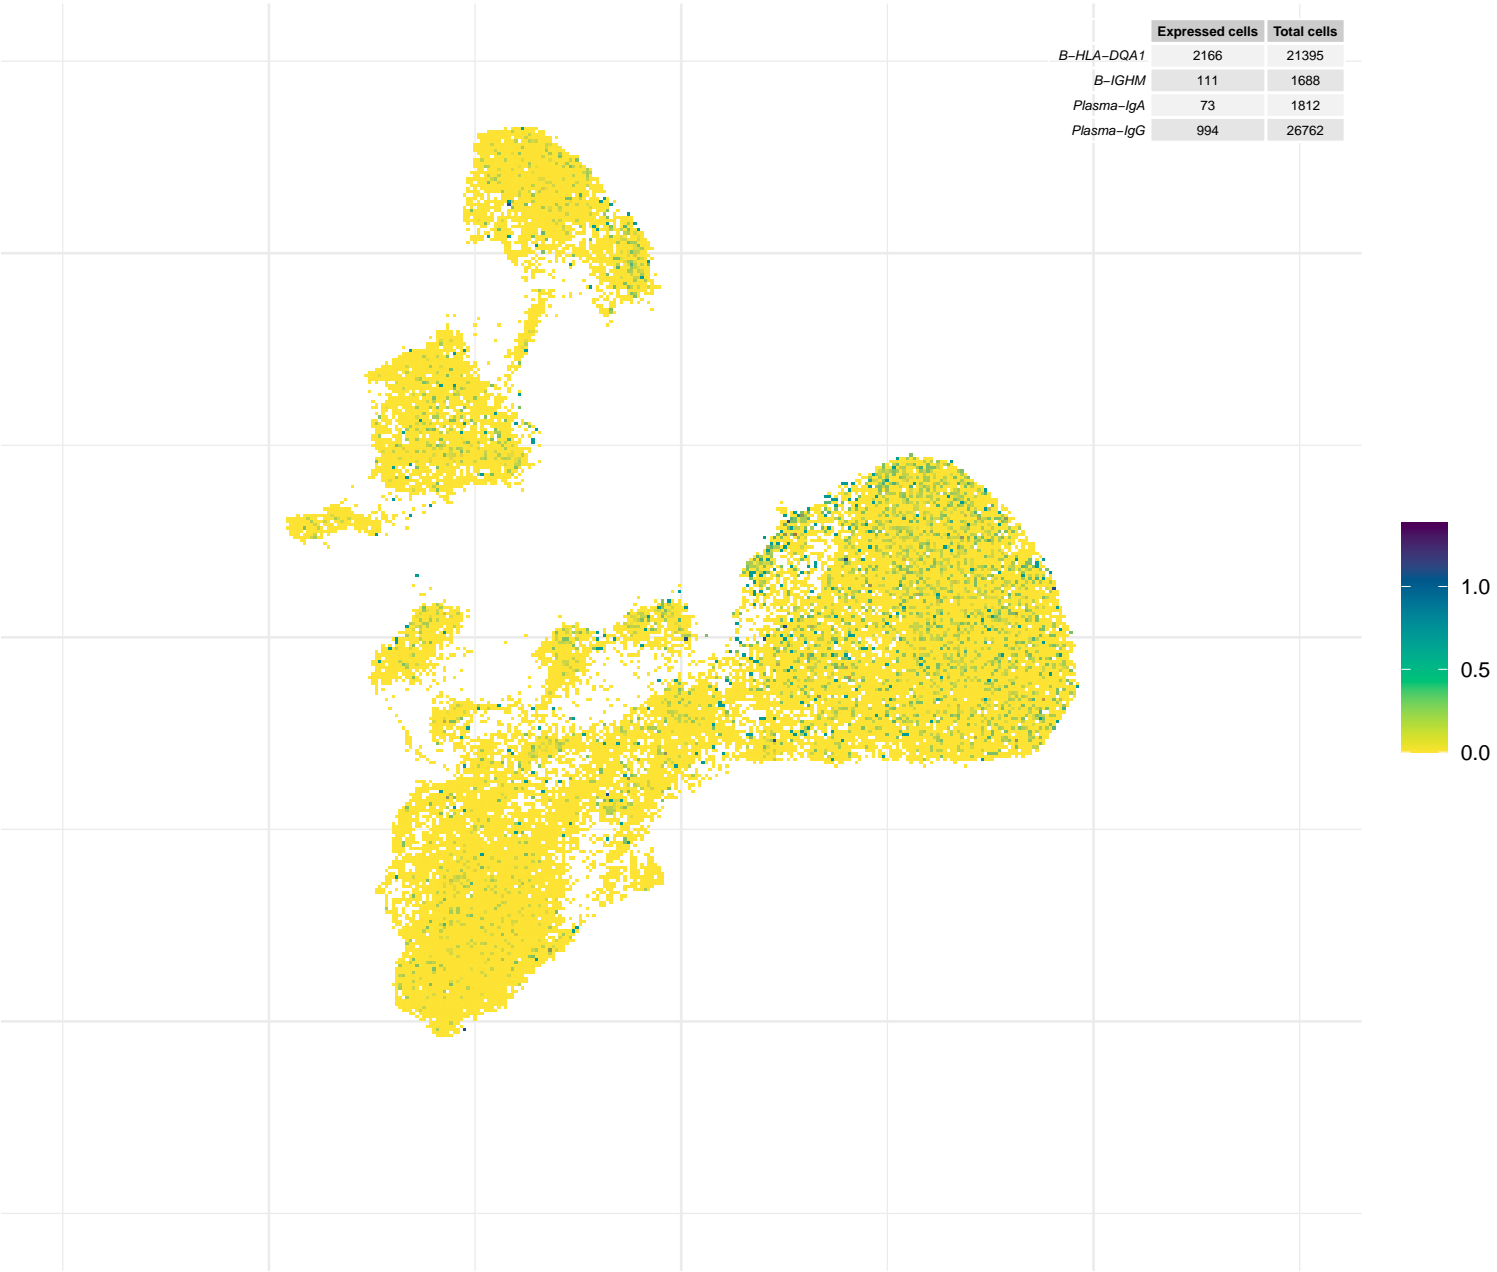 Expressed cells Total cells
B–HLA–DQA1 2166 21395
B–IGHM 111 1688
Plasma–IgA 73 1812
Plasma–IgG 994 26762
1.0
0.5
0.0